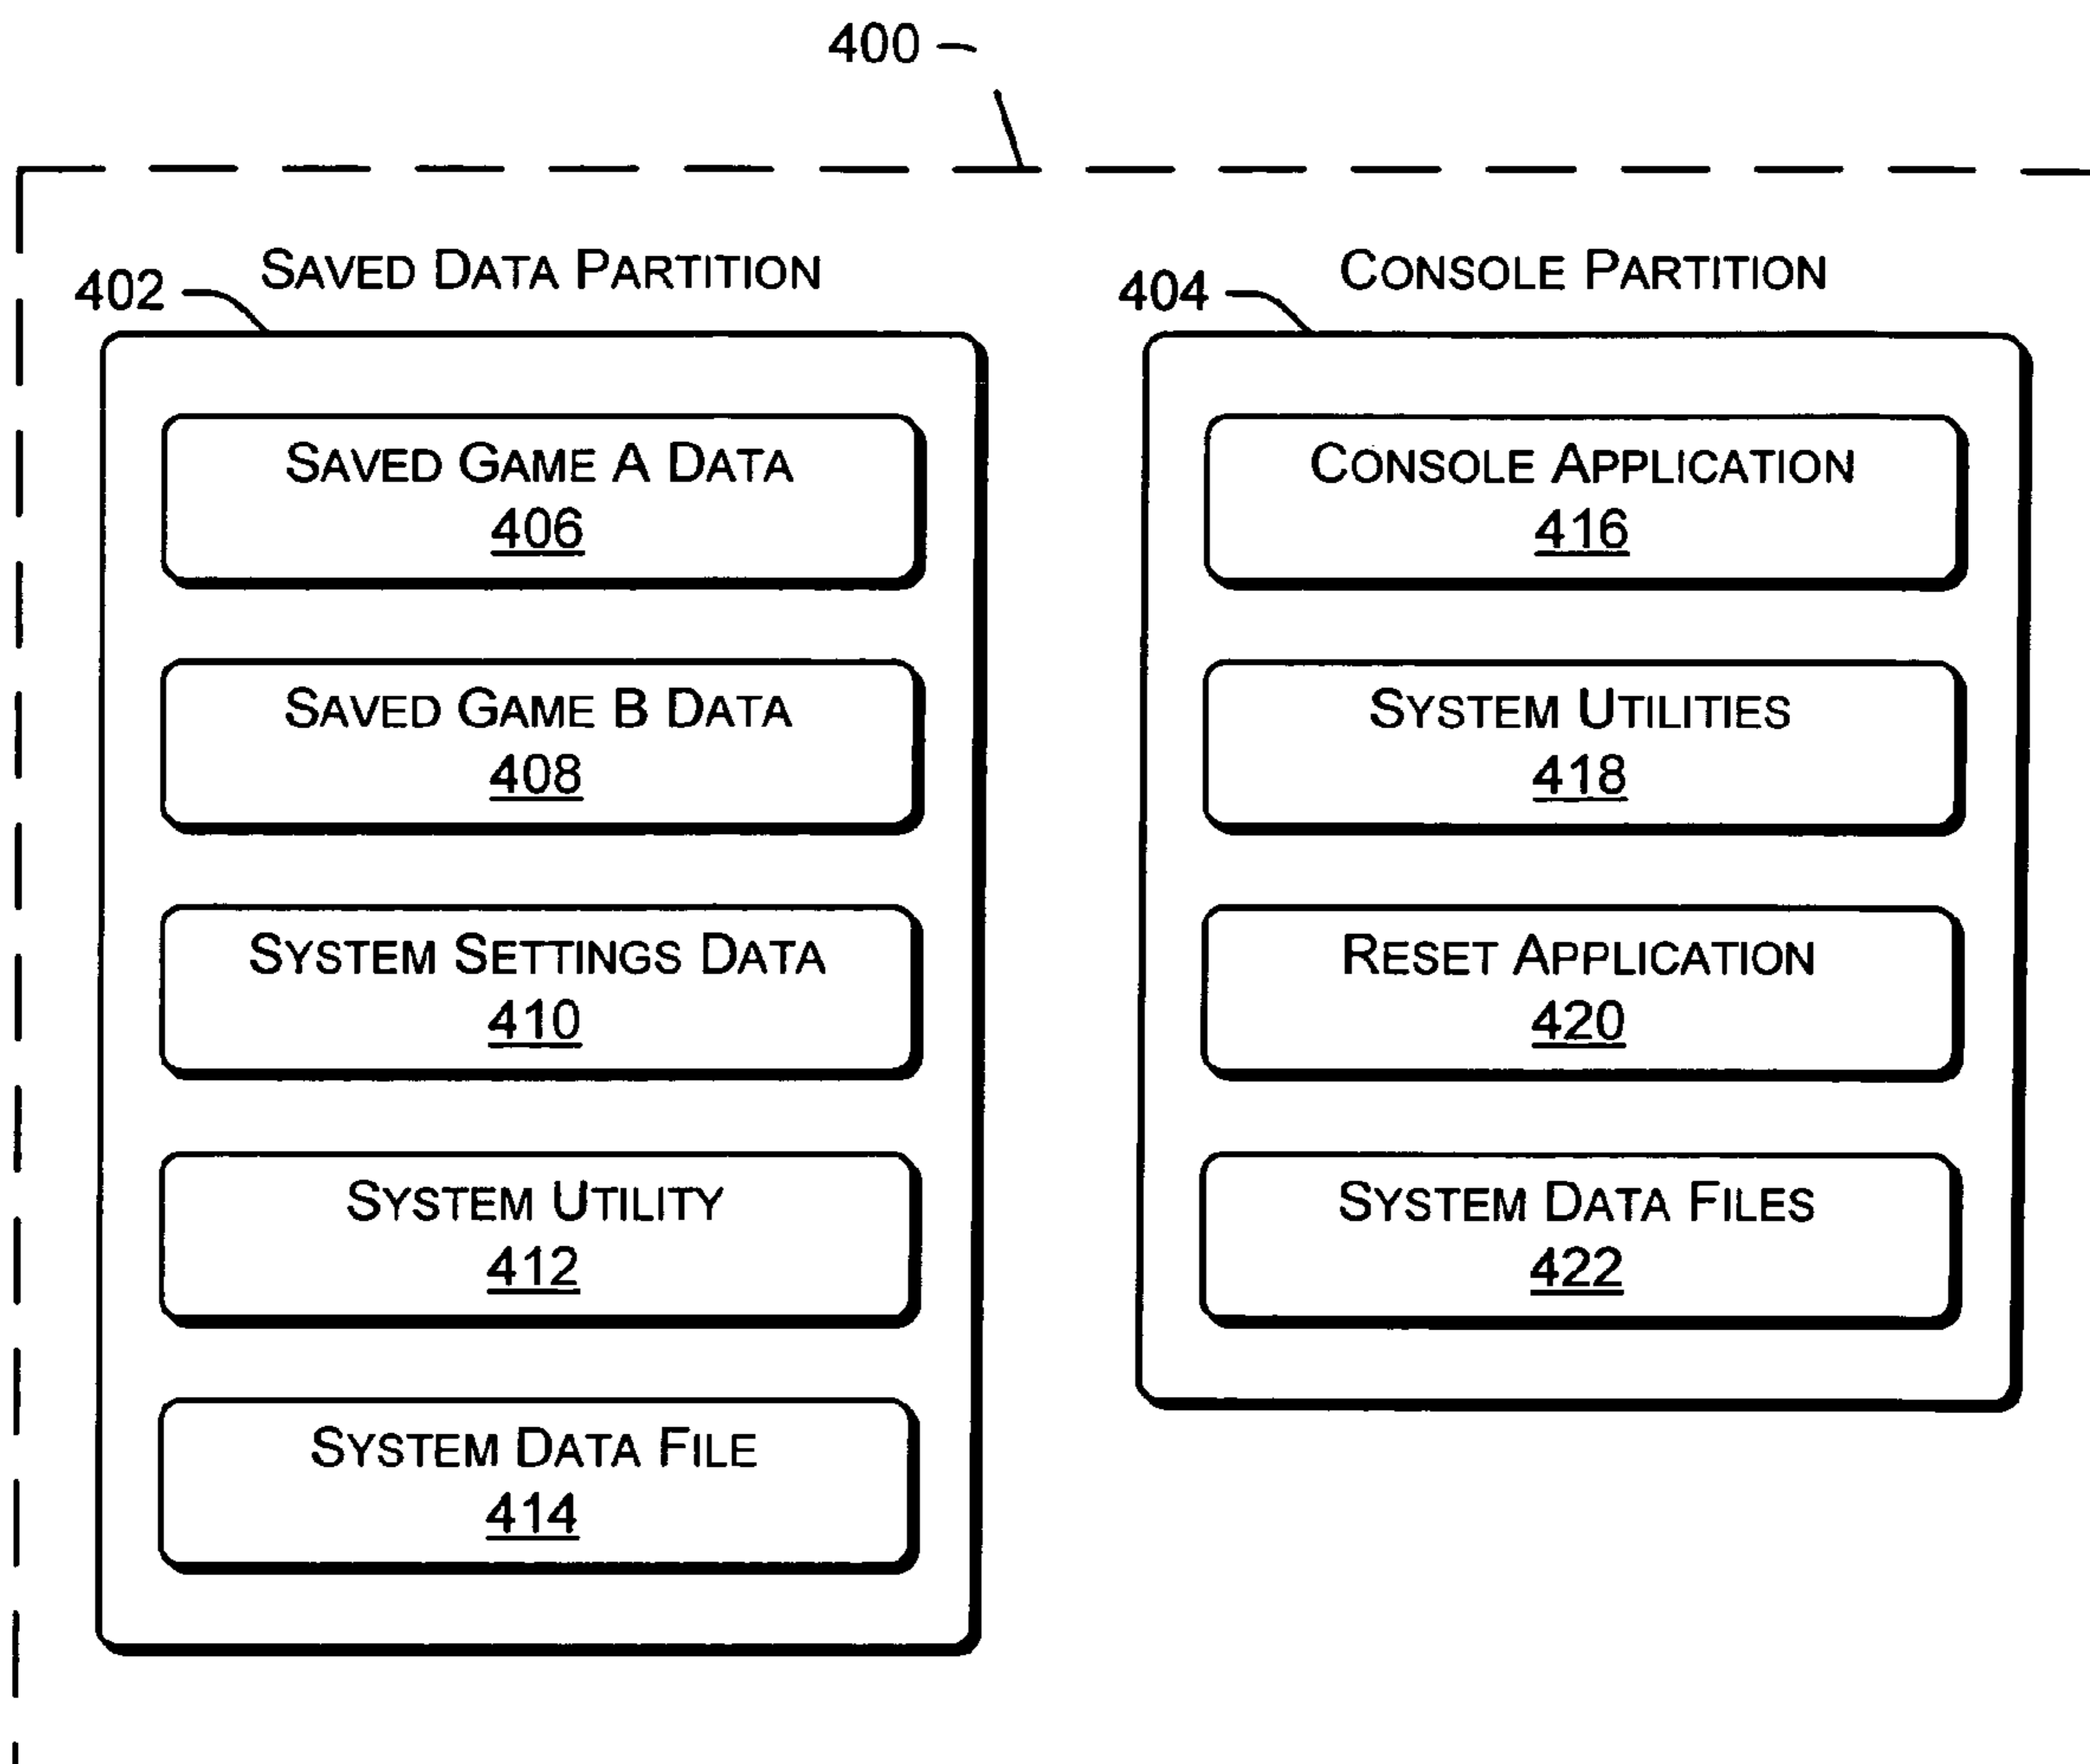 400
SAVED DATA PARTITION
402
SAVED GAME A DATA
406
SAVED GAME B DATA
408
SYSTEM SETTINGS DATA
410
SYSTEM UTILITY
412
SYSTEM DATA FILE
414
CONSOLE PARTITION
404
CONSOLE APPLICATION
416
SYSTEM UTILITIES
418
RESET APPLICATION
420
SYSTEM DATA FILES
422